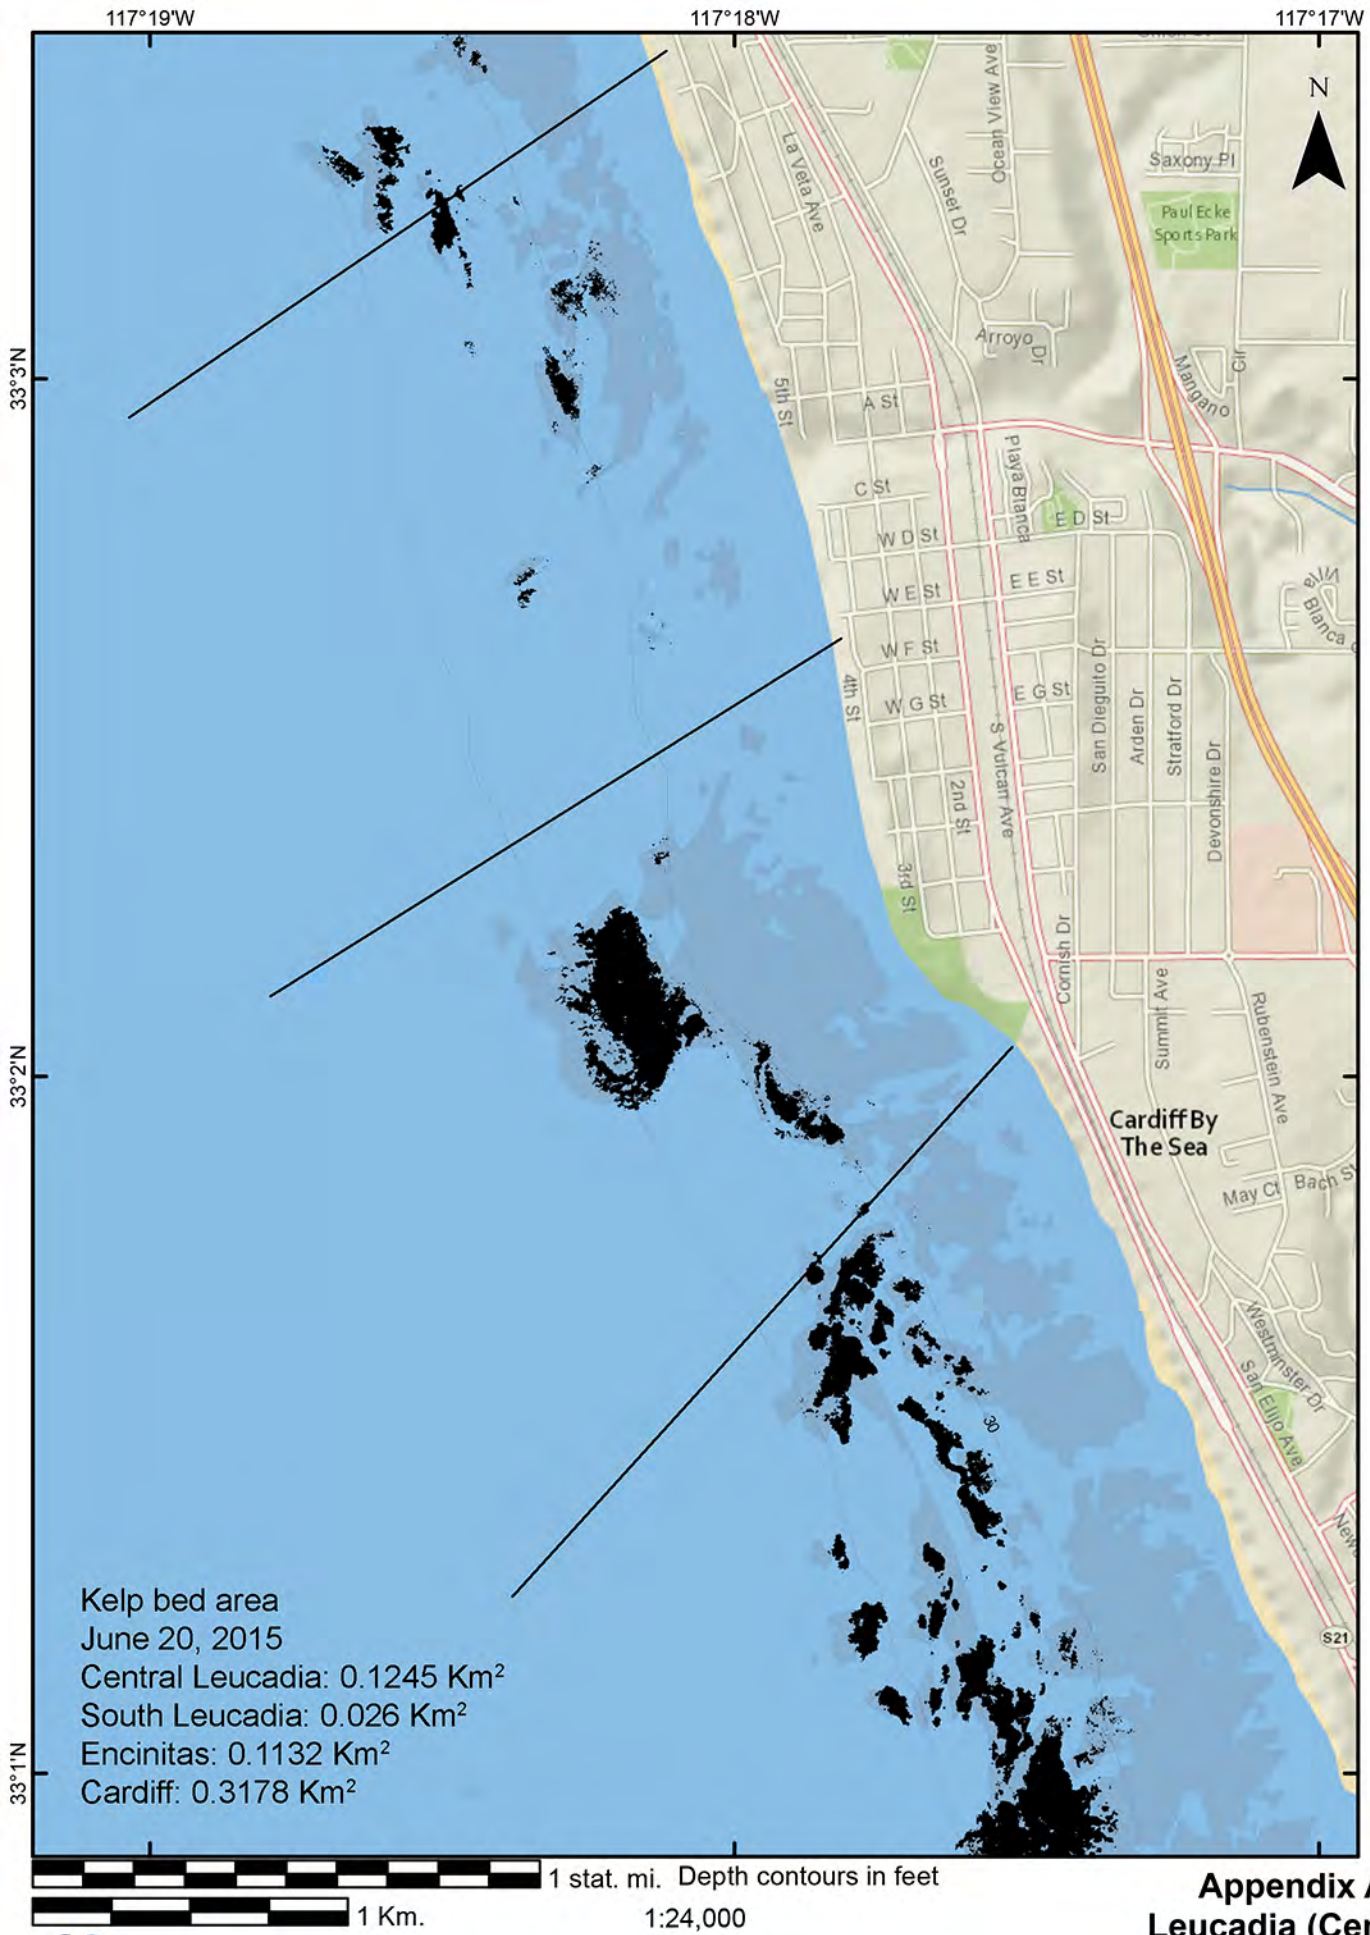 117°19'W
117°18'W
117°17'W
N
Ocean View Ave
La Veta Ave
Sunset Dr
Saxony Pl
Paul Ecke
Sports Park
Arroyo
Dr
Mangano
Cir
33°3'N
5th St
A St
Playa Blanca
C St
E D St
W D St
E E St
W E St
Villa
Blanca
W F St
4th St
W G St
E G St
San Dieguito Dr
Arden Dr
Stratford Dr
S Vulcan Ave
2nd St
Devonshire Dr
3rd St
Cornish Dr
Summit Ave
Rubenstein Ave
33°2'N
Cardiff By
The Sea
May Ct
Bach S
Westminster Dr
San Elijo Ave
30
New
S21
Kelp bed area
June 20, 2015
Central Leucadia: 0.1245 Km²
South Leucadia: 0.026 Km²
Encinitas: 0.1132 Km²
Cardiff: 0.3178 Km²
33°1'N
1 stat. mi. Depth contours in feet
1 Km.
1:24,000
Appendix A
Leucadia (Cen